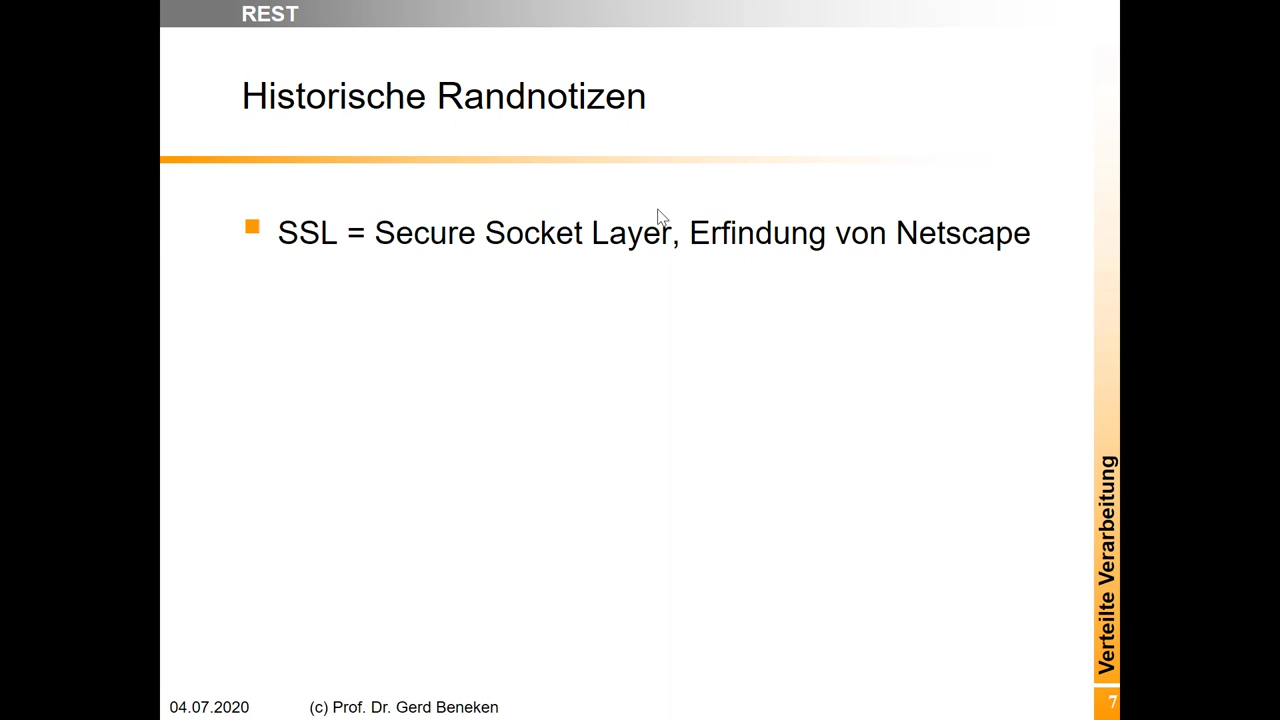 REST
Historische Randnotizen
SSL = Secure Socket Layer, Erfindung von Netscape
Verteilte Verarbeitung
04.07.2020
(c) Prof. Dr. Gerd Beneken
7